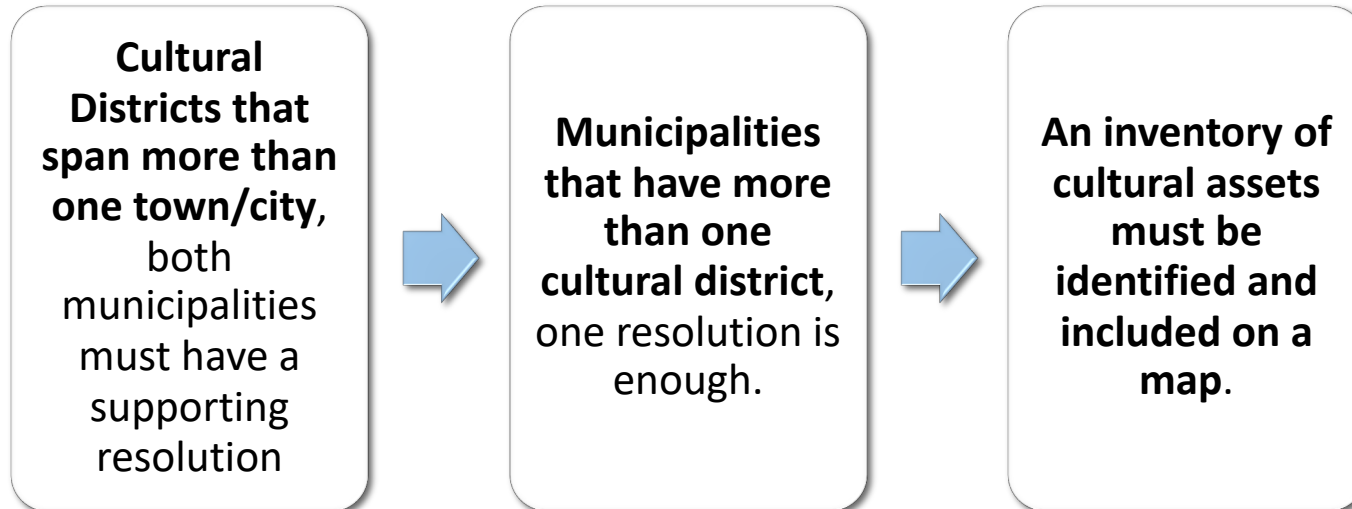 Cultural
Districts that
span more than
one town/city,
both
municipalities
must have a
supporting
resolution
Municipalities
that have more
than one
cultural district,
one resolution is
enough.
An inventory of
cultural assets
must be
identified and
included on a
map.